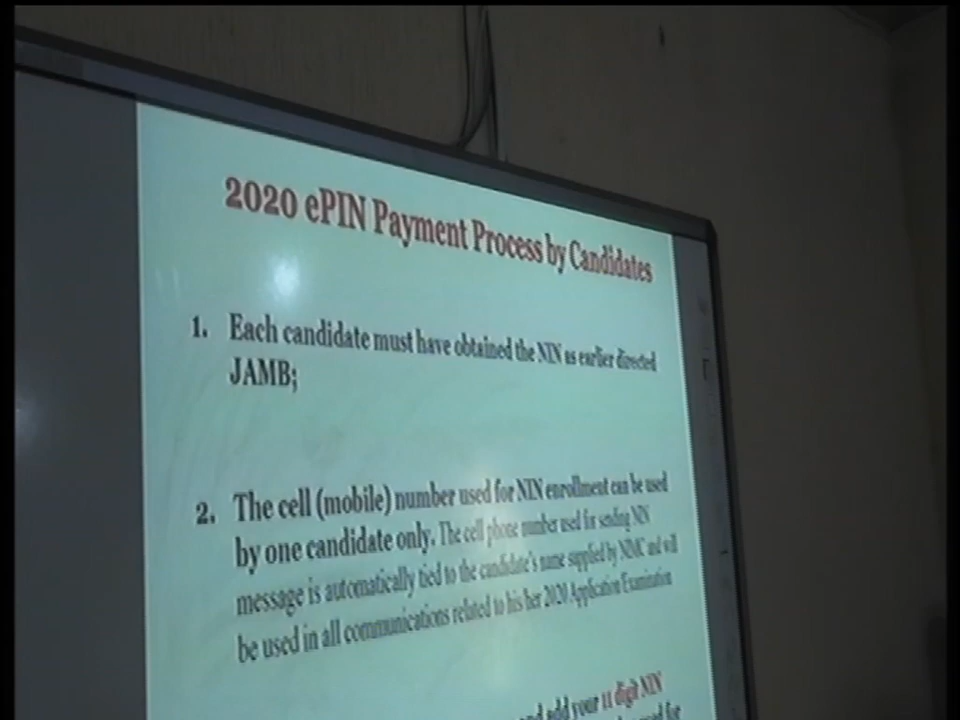 2020 ePIN Payment Process by Candidates
1. Each candidate must have obtained the NIN as earlier directed
JAMB;
2. The cell (mobile) number used for NIN enrollment can be used
by one candidate only. The cell phone number used for sending NIN
message is automatically tied to the candidate's name supplied by NIMC and will
be used in all communications related to his her 2020 Application Examination
and add your 11 digit NIN